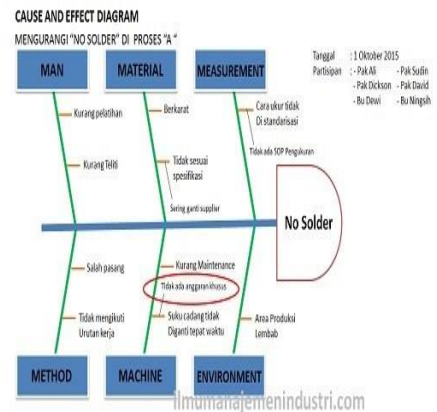 CAUSE AND EFFECT DIAGRAM
MENGURANGI "NO SOLDER" DI PROSES "A"
Tanggal : 1 Oktober 2015
Partisipan : - Pak Ali - Pak Sudin
- Pak Dickson - Pak David
- Bu Dewi - Bu Ningsih
MAN
MATERIAL
MEASUREMENT
Kurang pelatihan
Kurang Teliti
Berkarat
Tidak sesuai
spesifikasi
Sering ganti supplier
Cara ukur tidak
Di standarisasi
Tidak ada SOP Pengukuran
No Solder
Salah pasang
Tidak mengikuti
Urutan kerja
Kurang Maintenance
Tidak ada anggaran khusus
Suku cadang tidak
Diganti tepat waktu
Area Produksi
Lembab
METHOD
MACHINE
ENVIRONMENT
ilmumanajemenindustri.com